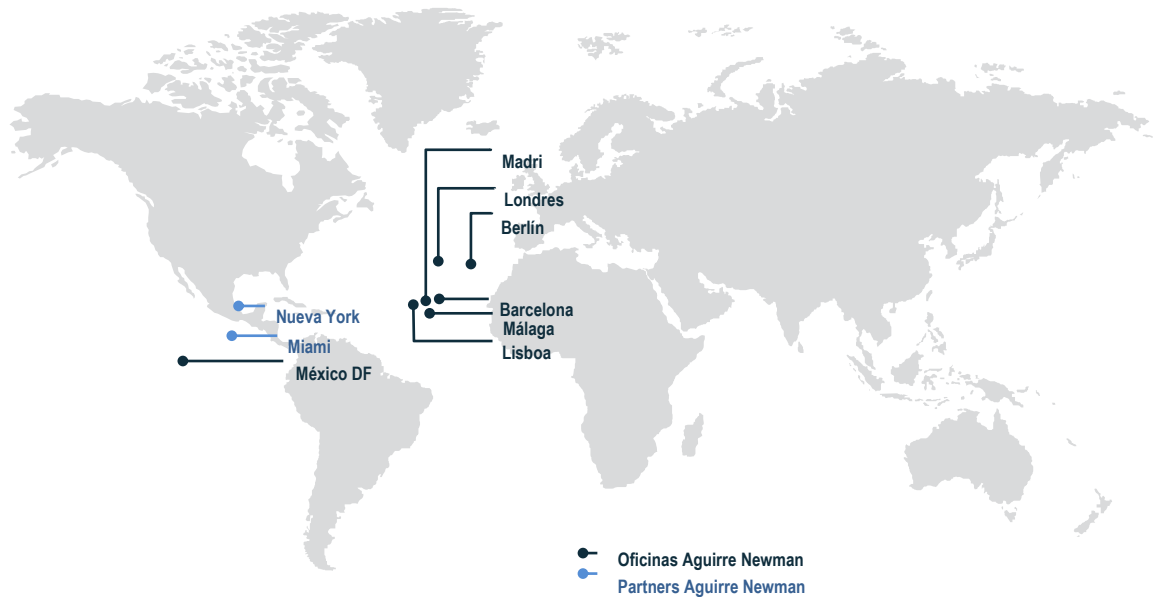 Madri
Londres
Berlín
Barcelona
Málaga
Lisboa
Nueva York
Miami
México DF
Oficinas Aguirre Newman
Partners Aguirre Newman